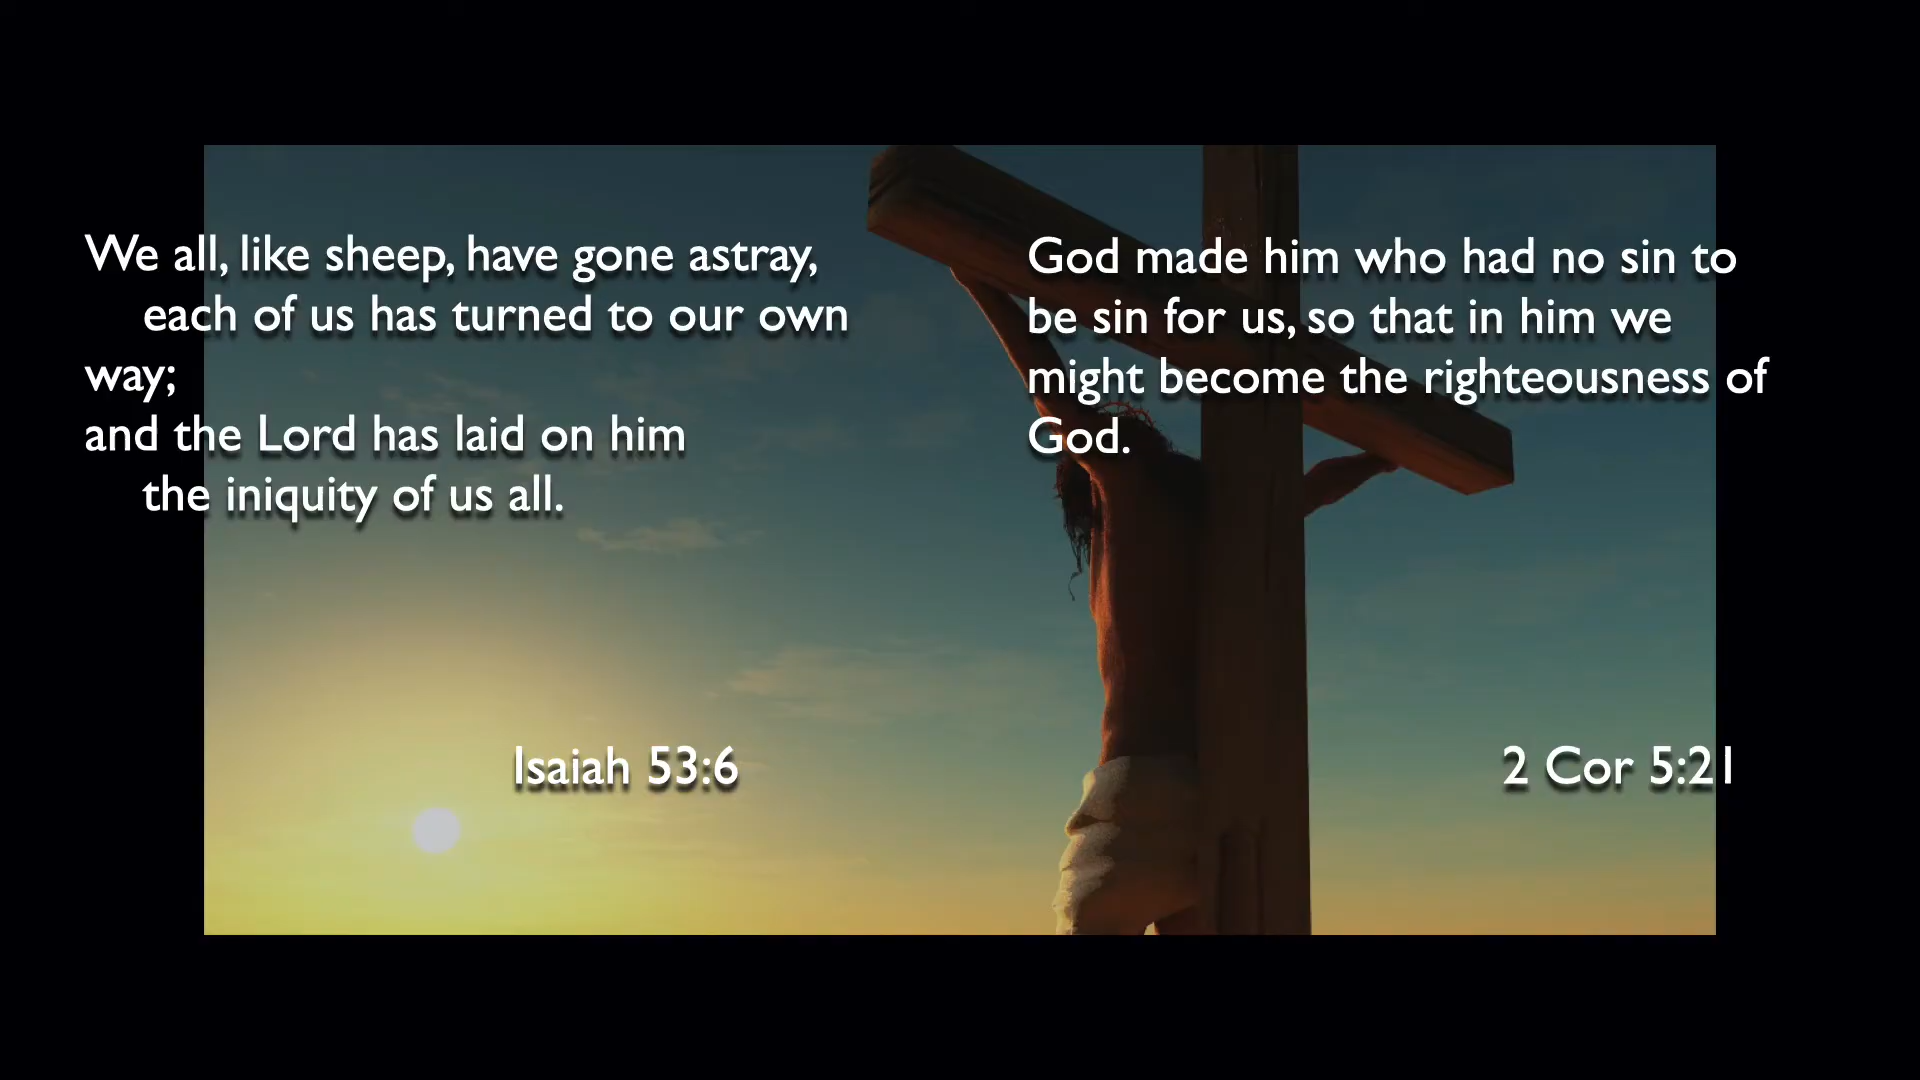 We all, like sheep, have gone astray,
each of us has turned to our own
way;
and the Lord has laid on him
the iniquity of us all.
Isaiah 53:6
God made him who had no sin to
be sin for us, so that in him we
might become the righteousness of
God.
2 Cor 5:21